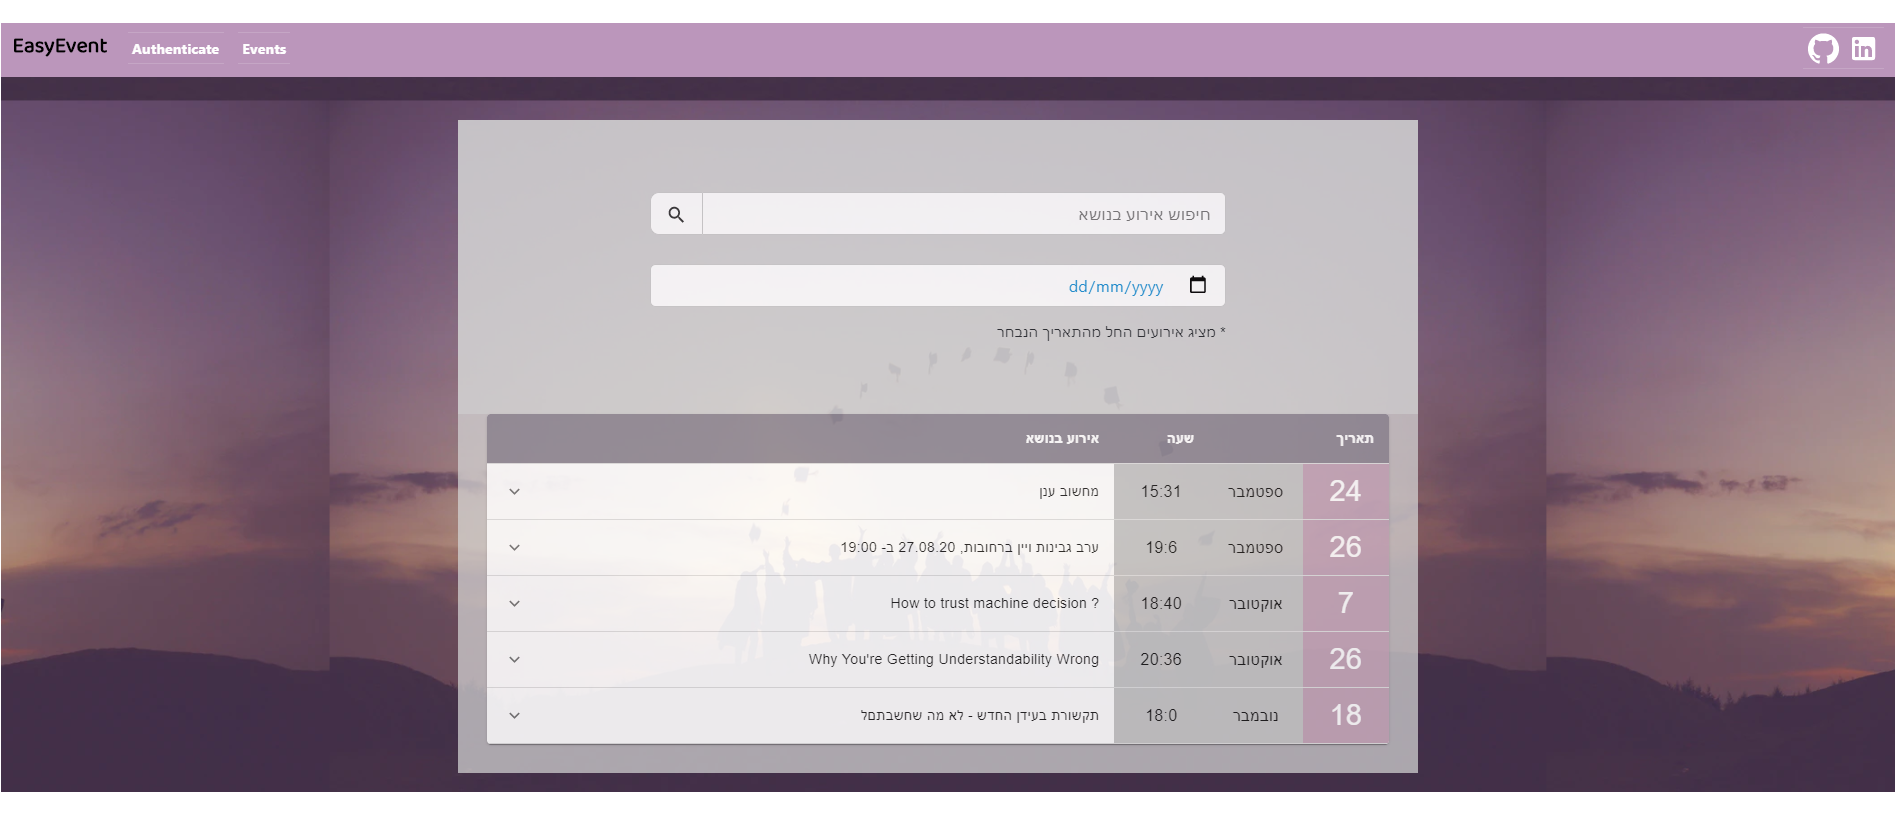 EasyEvent Authenticate Events
חיפוש אירוע בנושא
dd/mm/yyyy
* מציג אירועים החל מהתאריך הנבחר
תאריך שעה אירוע בנושא
24 ספטמבר 15:31 מחשוב ענן
26 ספטמבר 19:6 ערב גבינות ויין ברחובות, 27.08.20 ב- 19:00
7 אוקטובר 18:40 How to trust machine decision ?
26 אוקטובר 20:36 Why You're Getting Understandability Wrong
18 נובמבר 18:0 תקשורת בעידן החדש - לא מה שחשבתםל